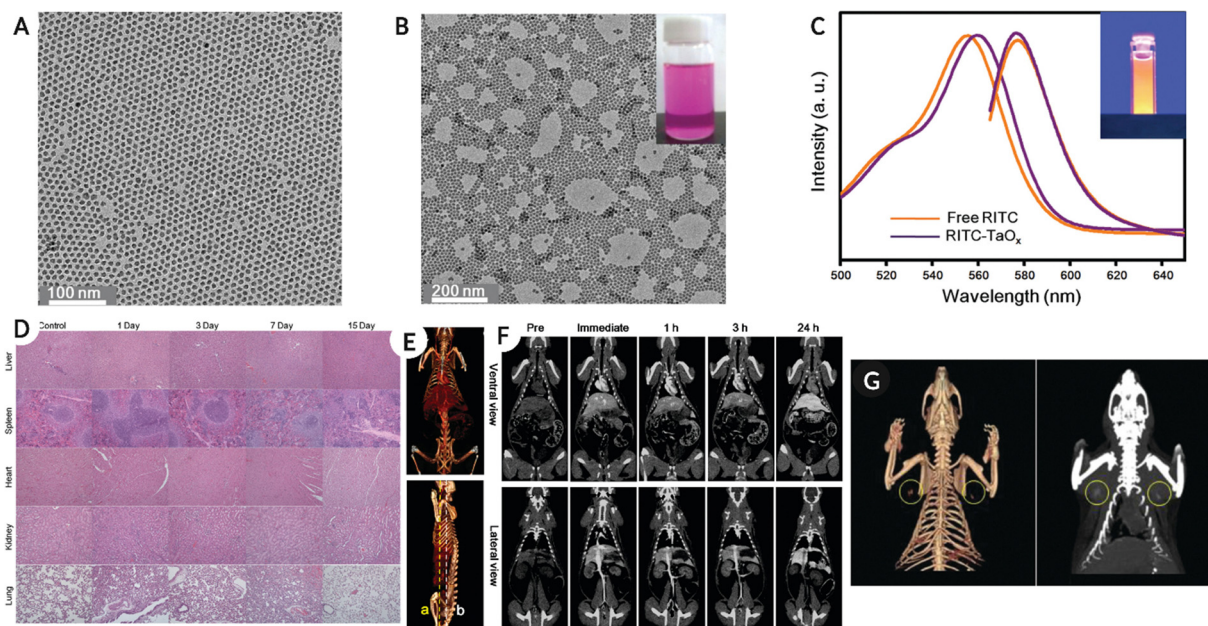 A
100 nm
B
200 nm
C
Intensity (a. u.)
Free RITC
RITC-TaOₓ
500 520 540 560 580 600 620 640
Wavelength (nm)
D
Control 1 Day 3 Day 7 Day 15 Day
Liver
Spleen
Heart
Kidney
Lung
E
a b
F
Pre Immediate 1 h 3 h 24 h
Ventral view
Lateral view
G